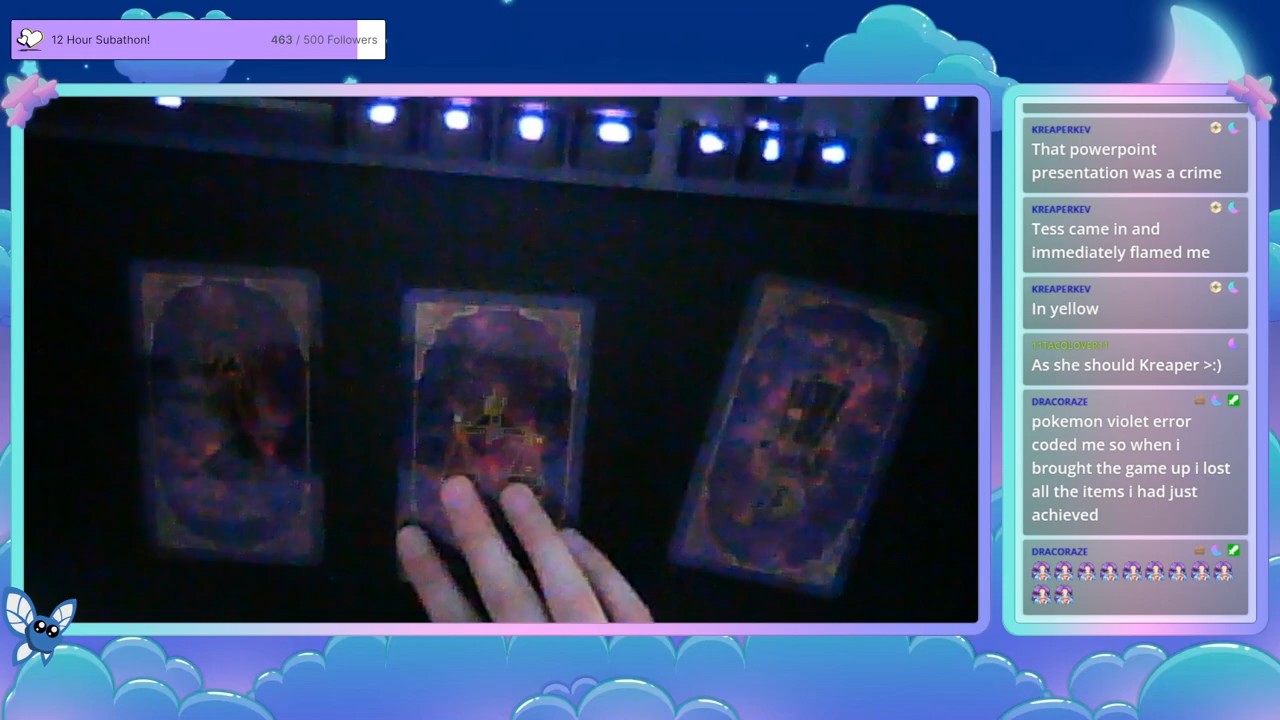 12 Hour Subathon!
463 / 500 Followers
KREAPERKEV
That powerpoint
presentation was a crime
KREAPERKEV
Tess came in and
immediately flamed me
KREAPERKEV
In yellow
As she should Kreaper >:)
DRACORAZE
pokemon violet error
coded me so when i
brought the game up i lost
all the items i had just
achieved
DRACORAZE